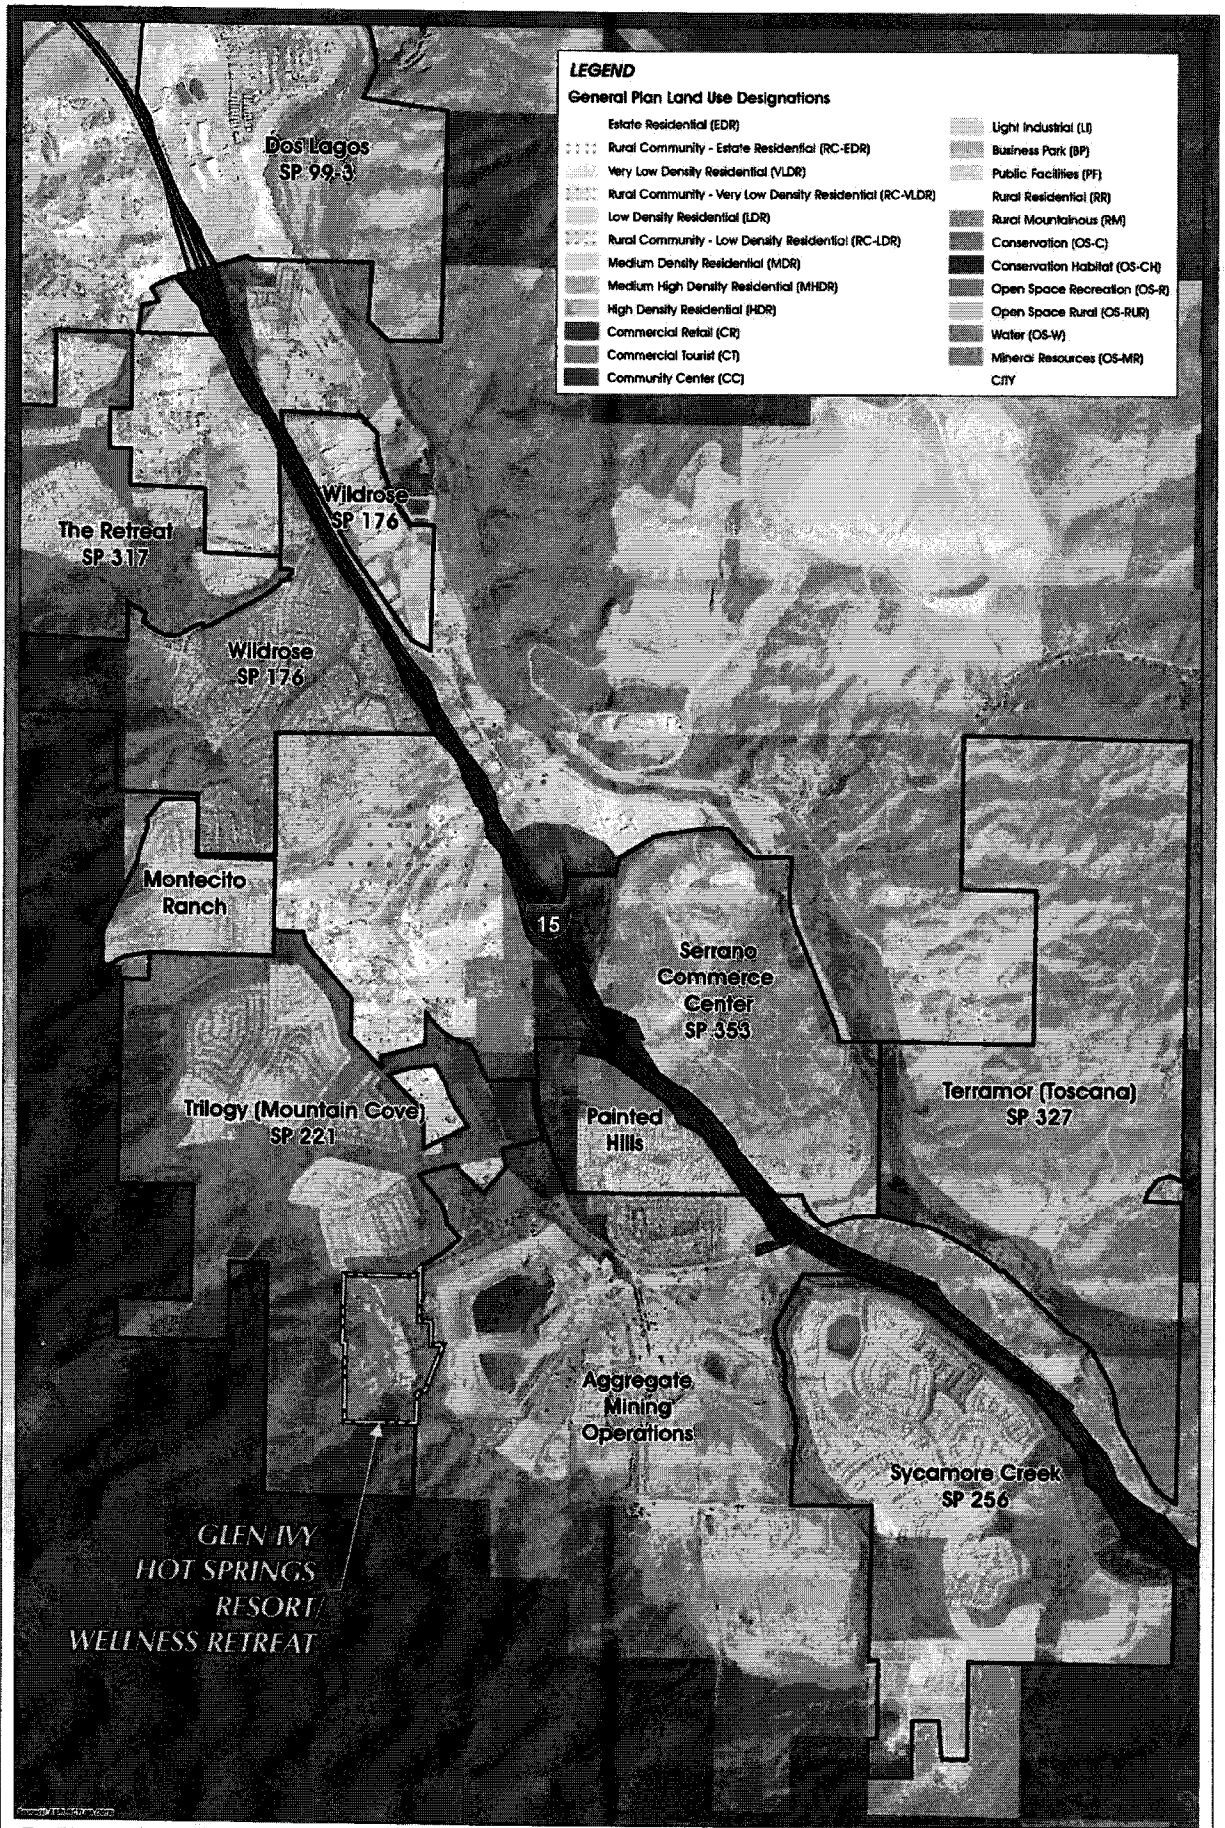 LEGEND
General Plan Land Use Designations
Estate Residential (EDR)
Rural Community - Estate Residential (RC-EDR)
Very Low Density Residential (VLDR)
Rural Community - Very Low Density Residential (RC-VLDR)
Low Density Residential (LDR)
Rural Community - Low Density Residential (RC-LDR)
Medium Density Residential (MDR)
Medium High Density Residential (MHDR)
High Density Residential (HDR)
Commercial Retail (CR)
Commercial Tourist (CT)
Community Center (CC)
Light Industrial (LI)
Business Park (BP)
Public Facilities (PF)
Rural Residential (RR)
Rural Mountainous (RM)
Conservation (OS-C)
Conservation Habitat (OS-CH)
Open Space Recreation (OS-R)
Open Space Rural (OS-RUR)
Water (OS-W)
Mineral Resources (OS-MR)
CITY
Dos Lagos
SP 99-3
Wildrose
SP 176
The Retreat
SP 317
Wildrose
SP 176
Montecito
Ranch
15
Serrano
Commerce
Center
SP 353
Terramor (Toscana)
SP 327
Trilogy (Mountain Cove)
SP 221
Painted
Hills
Aggregate
Mining
Operations
Sycamore Creek
SP 256
GLEN IVY
HOT SPRINGS
RESORT/
WELLNESS RETREAT